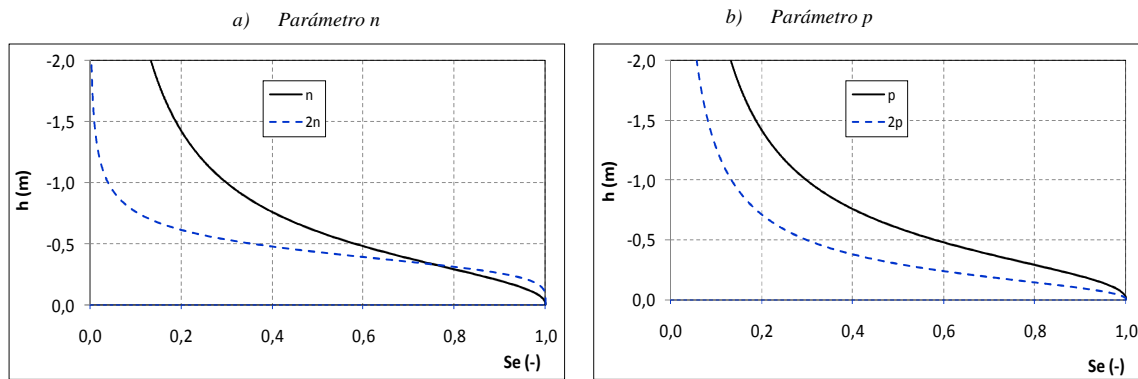 a) Parámetro n
b) Parámetro p
-2,0
-1,5
-1,0
-0,5
0,0
h (m)
n
2n
0,0 0,2 0,4 0,6 0,8 1,0
Se (-)
-2,0
-1,5
-1,0
-0,5
0,0
h (m)
p
2p
0,0 0,2 0,4 0,6 0,8 1,0
Se (-)